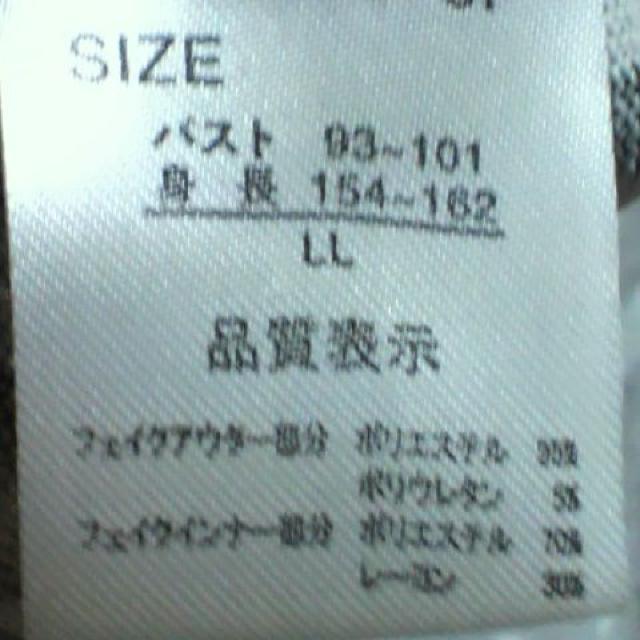 SIZE
バスト 93~101
身 長 154~162
LL
品質表示
フェイクアウター部分 ポリエステル
ポリウレタン 5%
フェイクインナー部分 ポリエステル 70%
レーヨン 30%